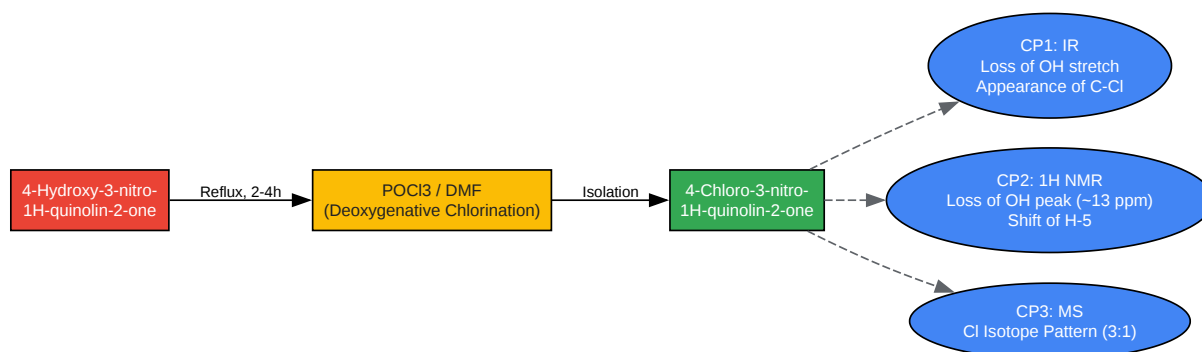 4-Hydroxy-3-nitro-
1H-quinolin-2-one
Reflux, 2-4h
POCl3 / DMF
(Deoxygenative Chlorination)
Isolation
4-Chloro-3-nitro-
1H-quinolin-2-one
CP1: IR
Loss of OH stretch
Appearance of C-Cl
CP2: 1H NMR
Loss of OH peak (~13 ppm)
Shift of H-5
CP3: MS
Cl Isotope Pattern (3:1)